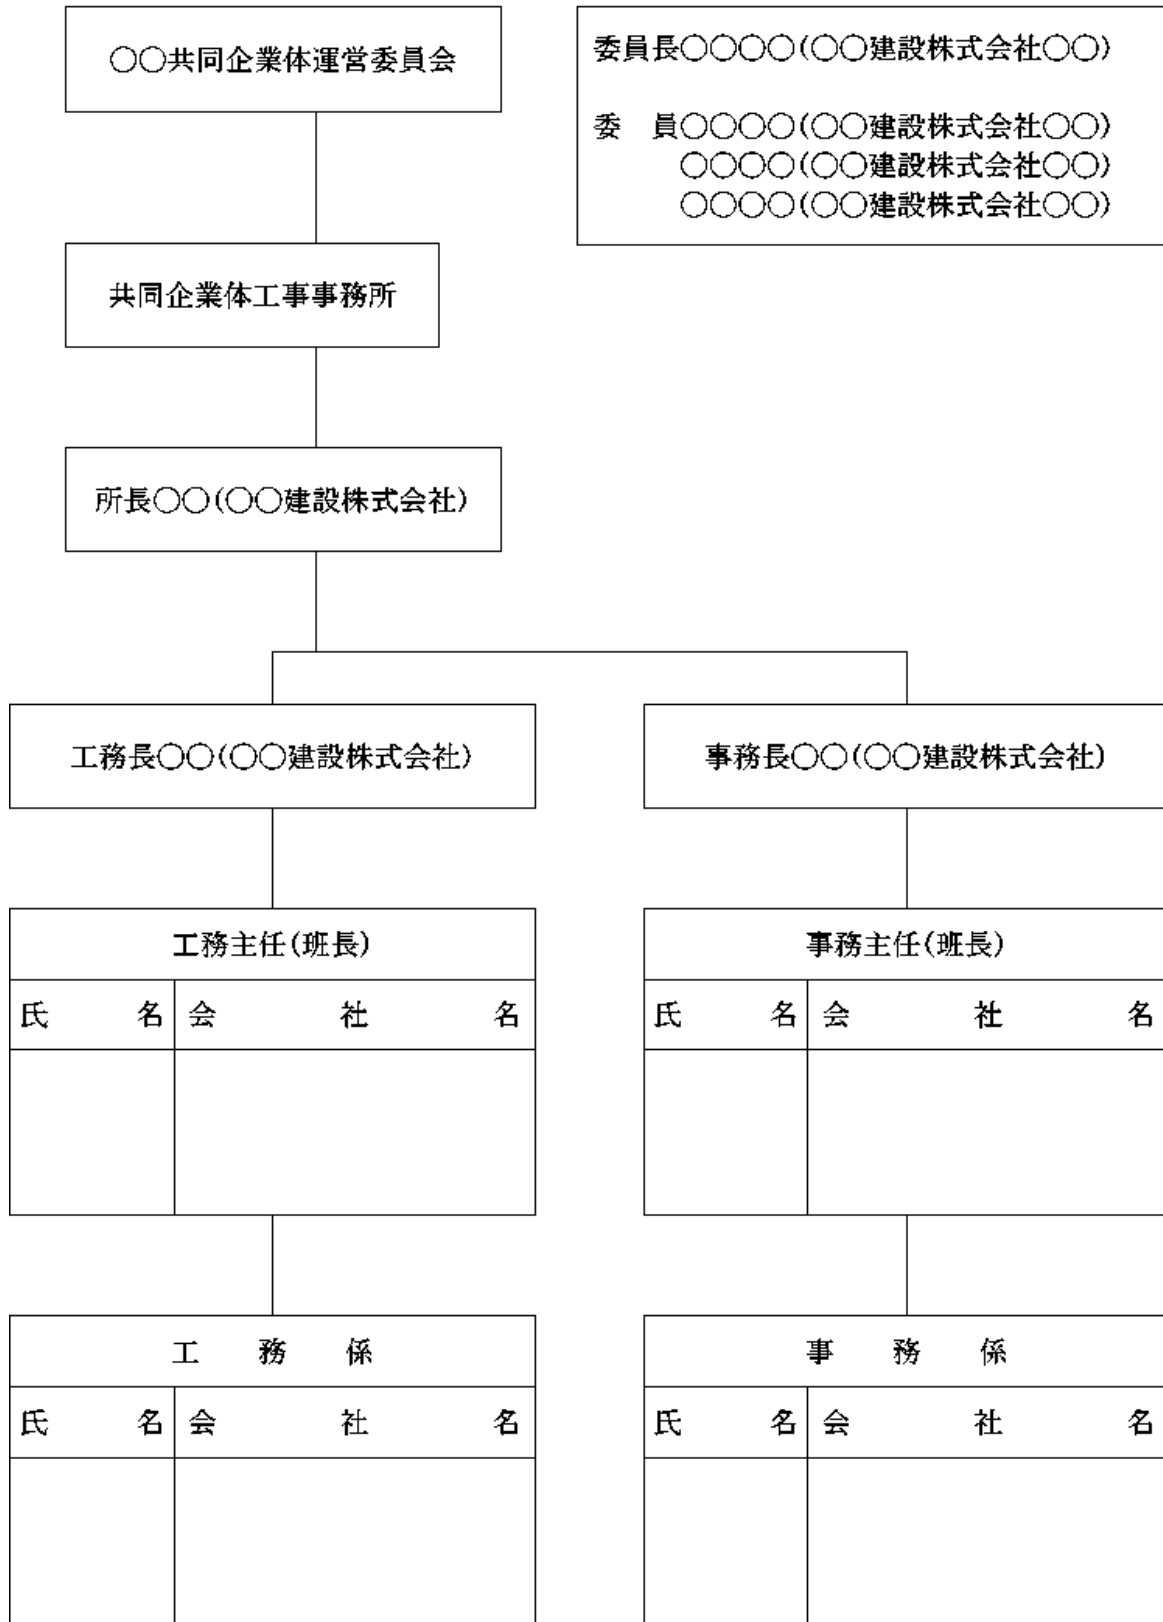 ○○共同企業体運営委員会
委員長○○○○(○○建設株式会社○○)
委　員○○○○(○○建設株式会社○○)
○○○○(○○建設株式会社○○)
○○○○(○○建設株式会社○○)
共同企業体工事事務所
所長○○(○○建設株式会社)
工務長○○(○○建設株式会社)
事務長○○(○○建設株式会社)
工務主任(班長)
氏　名 会　社　名
事務主任(班長)
氏　名 会　社　名
工　務　係
氏　名 会　社　名
事　務　係
氏　名 会　社　名